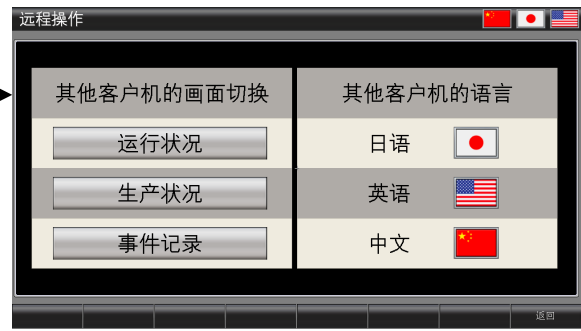 远程操作
其他客户机的画面切换
其他客户机的语言
运行状况
日语
生产状况
英语
事件记录
中文
返回